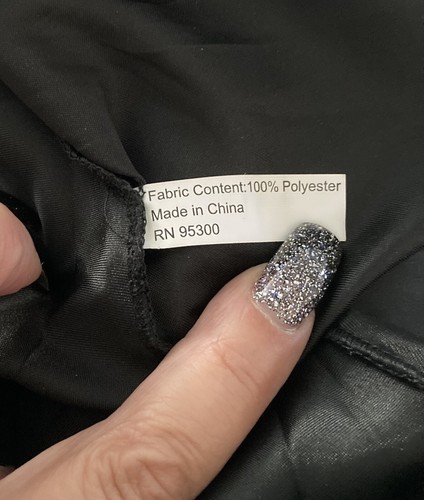 Fabric Content:100% Polyester
Made in China
RN 95300